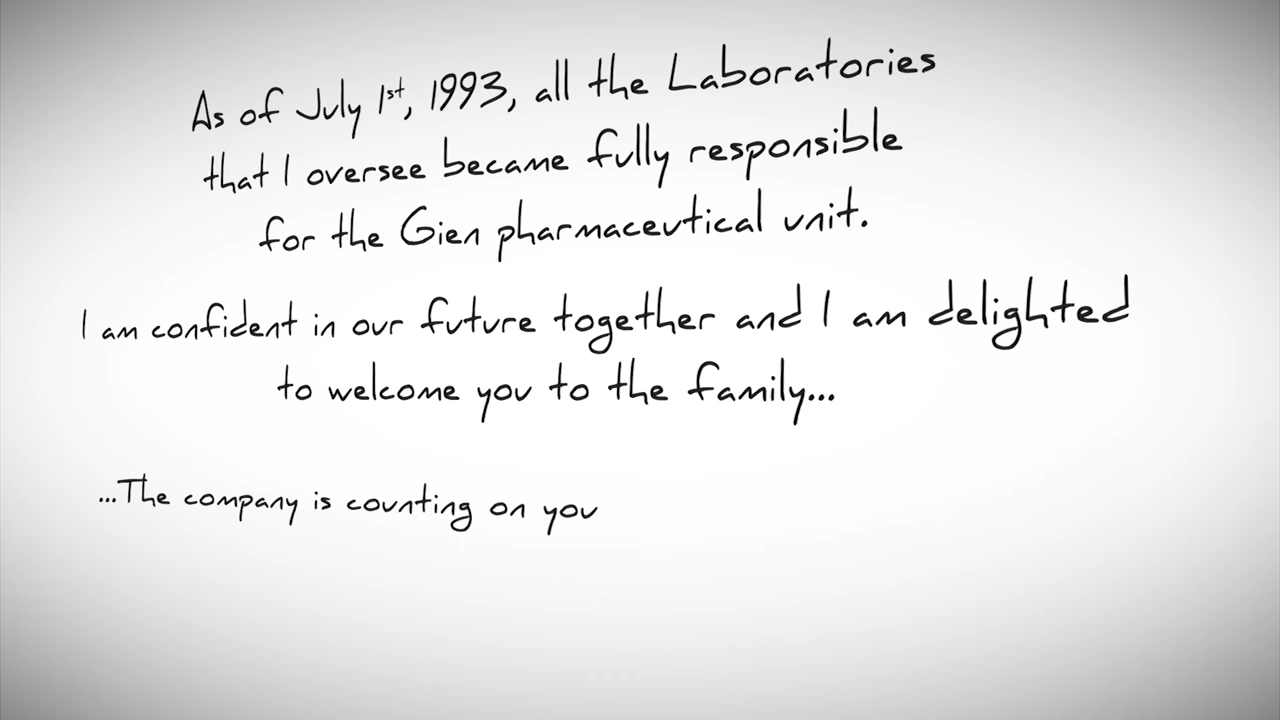 As of July 1st, 1993, all the Laboratories
that I oversee became fully responsible
for the Gien pharmaceutical unit.
I am confident in our future together and I am delighted
to welcome you to the family...
...The company is counting on you